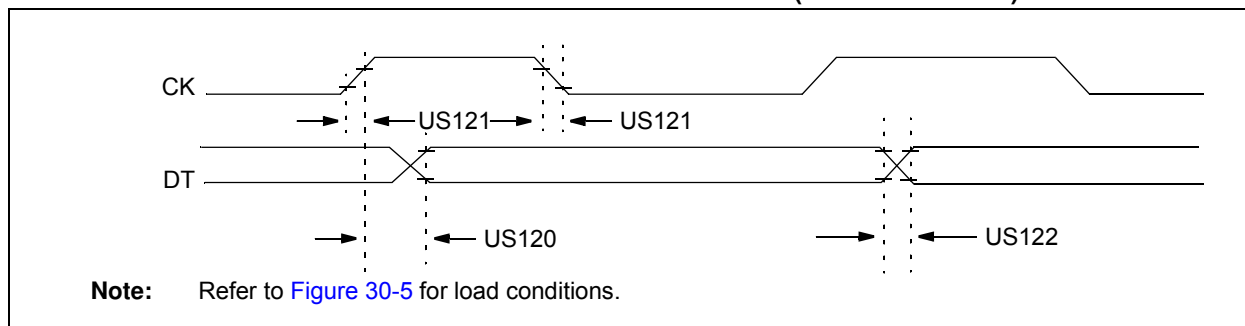 CK
US121 US121
DT
US120 US122
Note: Refer to Figure 30-5 for load conditions.